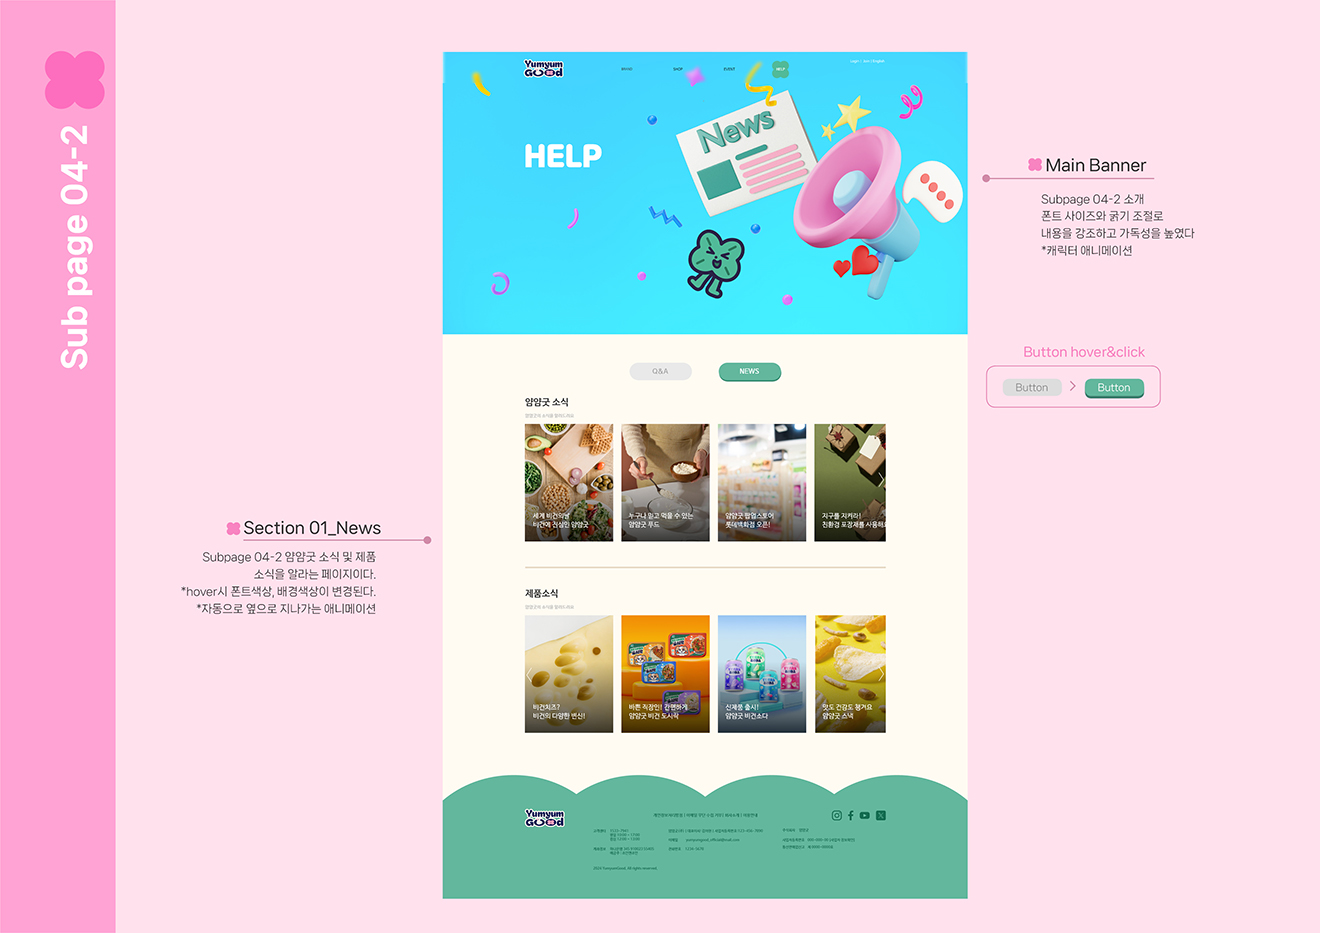 Sub page 04-2
Yumyum
Good
BRAND
SHOP
EVENT
HELP
Login | Join | English
HELP
News
Main Banner
Subpage 04-2 소개
폰트 사이즈와 굵기 조절로
내용을 강조하고 가독성을 높였다
*캐릭터 애니메이션
Button hover&click
Button
>
Button
Q&A
NEWS
얌얌굿 소식
세계 비건의날
비건에 진심인 얌얌굿
누구나 믿고 먹을 수 있는
얌얌굿 푸드
얌얌굿 팝업스토어
롯데백화점 오픈!
지구를 지켜라!
친환경 포장재를 사용해요
Section 01_News
Subpage 04-2 얌얌굿 소식 및 제품
소식을 알라는 페이지이다.
*hover시 폰트색상, 배경색상이 변경된다.
*자동으로 옆으로 지나가는 애니메이션
제품소식
비건치즈?
비건의 다양한 변신!
바쁜 직장인! 간편하게
얌얌굿 비건 도시락
신제품 출시!
얌얌굿 비건소다
맛도 건강도 챙겨요
얌얌굿 스낵
Yumyum
Good